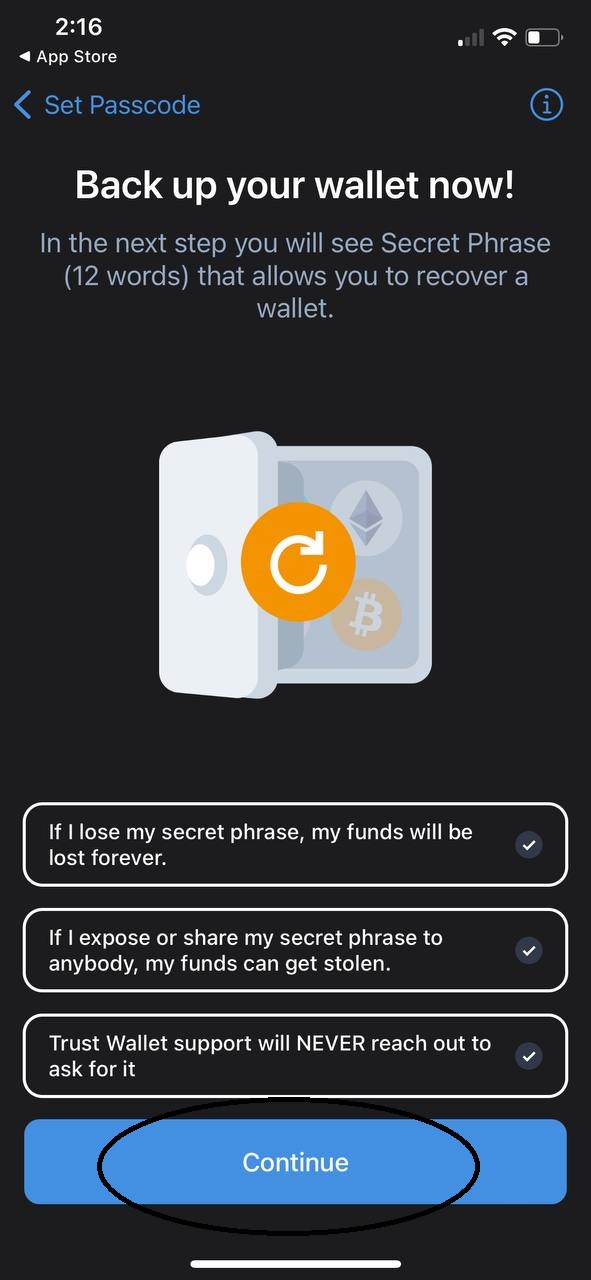 2:16
◀ App Store
Set Passcode
Back up your wallet now!
In the next step you will see Secret Phrase
(12 words) that allows you to recover a
wallet.
If I lose my secret phrase, my funds will be
lost forever.
If I expose or share my secret phrase to
anybody, my funds can get stolen.
Trust Wallet support will NEVER reach out to
ask for it
Continue